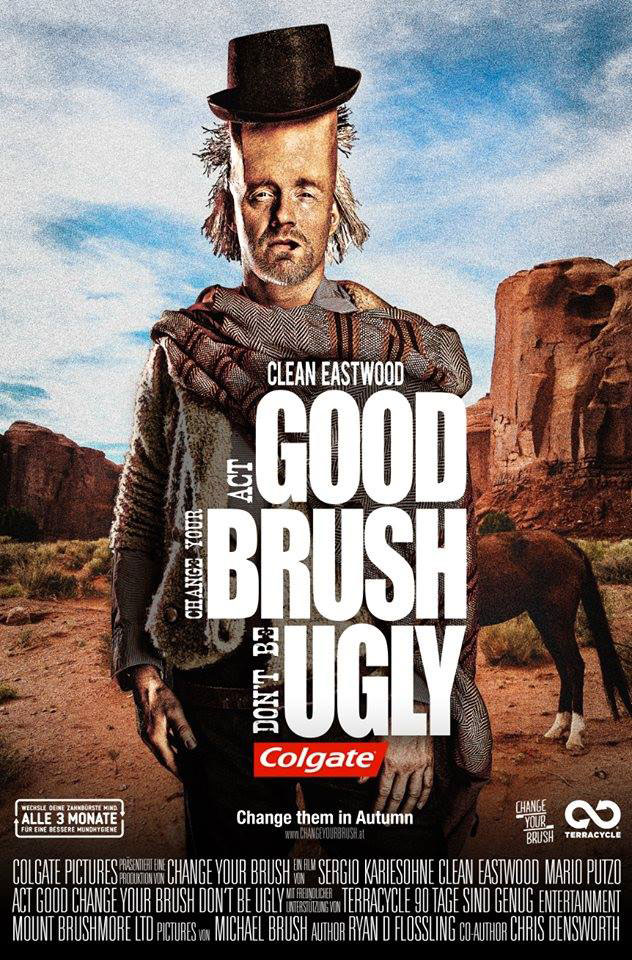 CLEAN EASTWOOD
ACT GOOD
CHANGE YOUR BRUSH
DON'T BE UGLY
Colgate
WECHSLE DEINE ZAHNBÜRSTE MIND.
ALLE 3 MONATE
FÜR EINE BESSERE MUNDHYGIENE
Change them in Autumn
www.CHANGEYOURBRUSH.at
CHANGE
YOUR
BRUSH
TERRACYCLE
COLGATE PICTURES PRÄSENTIERT EINE PRODUKTION VON CHANGE YOUR BRUSH EIN FILM VON SERGIO KARIESOHNE CLEAN EASTWOOD MARIO PUTZO
ACT GOOD CHANGE YOUR BRUSH DON'T BE UGLY MIT FREUNDLICHER UNTERSTÜTZUNG VON TERRACYCLE 90 TAGE SIND GENUG ENTERTAINMENT
MOUNT BRUSHMORE LTD PICTURES VON MICHAEL BRUSH AUTHOR RYAN D FLOSSLING CO-AUTHOR CHRIS DENSWORTH